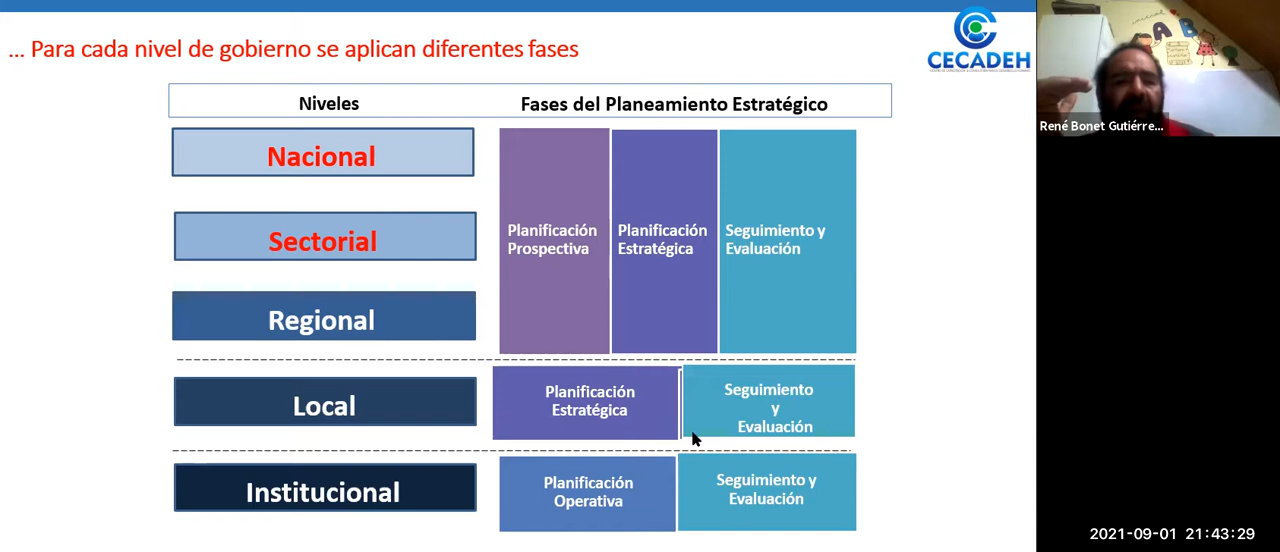 ... Para cada nivel de gobierno se aplican diferentes fases
CECADEH
Niveles
Fases del Planeamiento Estratégico
Nacional
Sectorial
Regional
Planificación
Prospectiva
Planificación
Estratégica
Seguimiento y
Evaluación
Local
Planificación
Estratégica
Seguimiento
y
Evaluación
Institucional
Planificación
Operativa
Seguimiento y
Evaluación
A
B
René Bonet Gutiérre...
2021-09-01 21:43:29